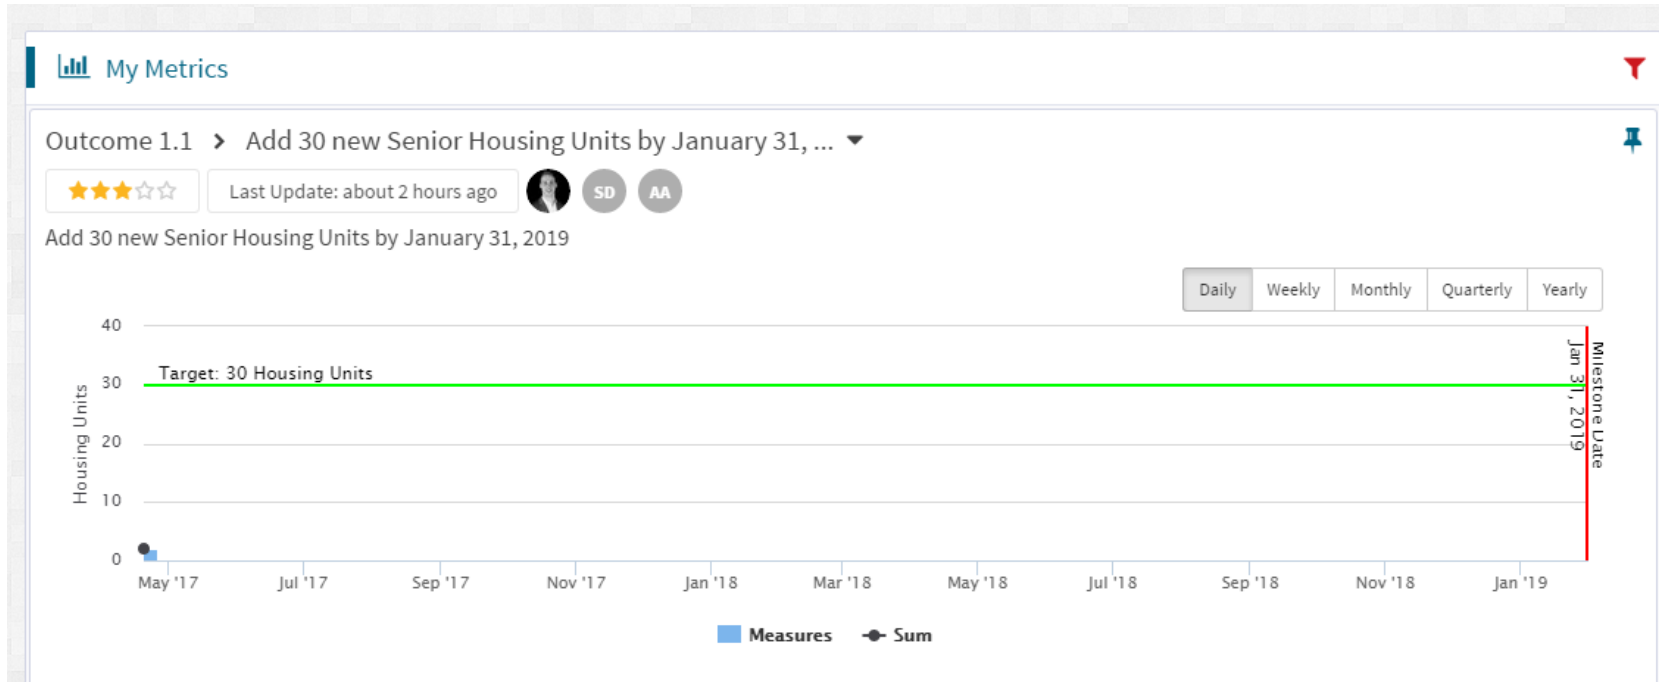 My Metrics
Outcome 1.1 > Add 30 new Senior Housing Units by January 31, ...
Last Update: about 2 hours ago SD AA
Add 30 new Senior Housing Units by January 31, 2019
Daily Weekly Monthly Quarterly Yearly
40
Target: 30 Housing Units
30
20
10
0
Housing Units
Milestone Date
Jan 31, 2019
May '17 Jul '17 Sep '17 Nov '17 Jan '18 Mar '18 May '18 Jul '18 Sep '18 Nov '18 Jan '19
Measures Sum